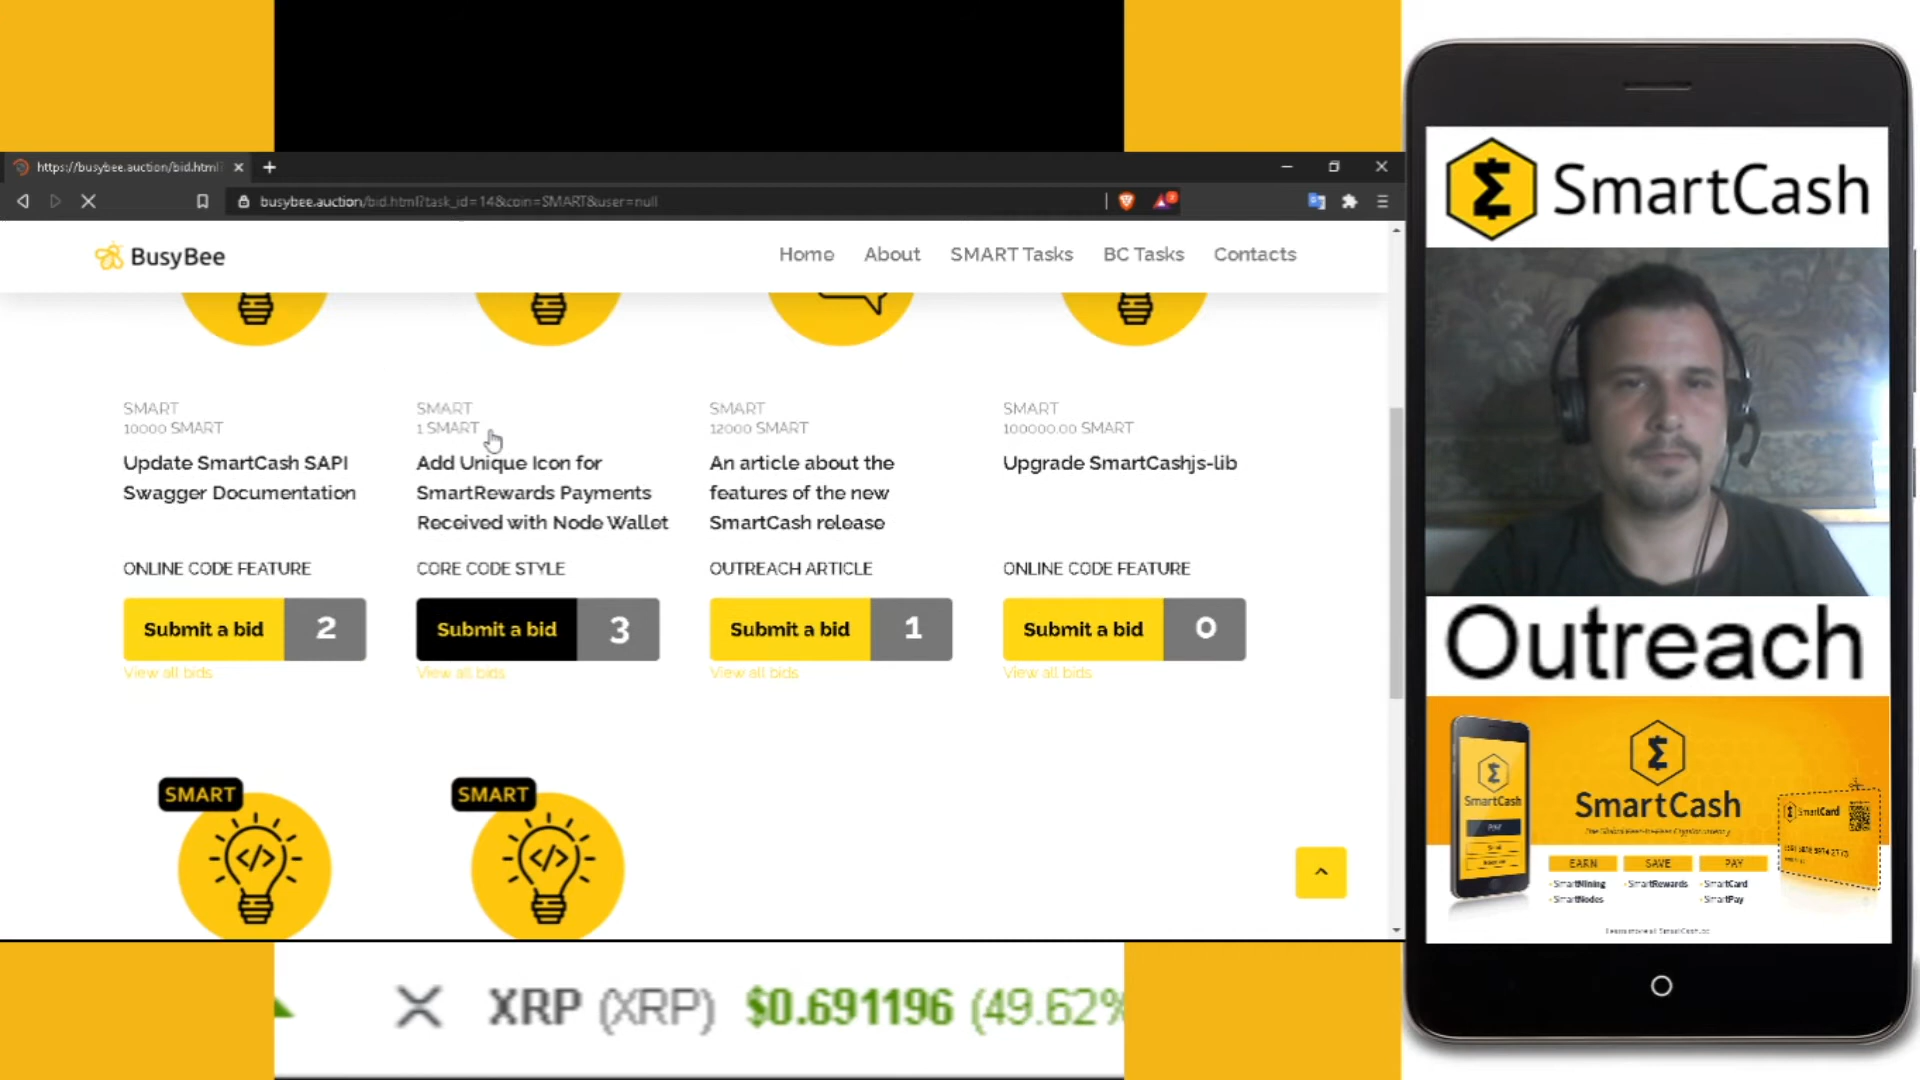 https://busybee.auction/bid.html?
busybee.auction/bid.html?task_id=14&coin=SMART&user=null
BusyBee
Home
About
SMART Tasks
BC Tasks
Contacts
SMART
10000 SMART
Update SmartCash SAPI
Swagger Documentation
ONLINE CODE FEATURE
Submit a bid
2
View all bids
SMART
1 SMART
Add Unique Icon for
SmartRewards Payments
Received with Node Wallet
CORE CODE STYLE
Submit a bid
3
View all bids
SMART
12000 SMART
An article about the
features of the new
SmartCash release
OUTREACH ARTICLE
Submit a bid
1
View all bids
SMART
100000.00 SMART
Upgrade SmartCashjs-lib
ONLINE CODE FEATURE
Submit a bid
0
View all bids
SMART
SMART
XRP (XRP) $0.691196 (49.62%
SmartCash
Outreach
SmartCash
PAY
SmartCash
SmartCard
EARN
SmartMining
SmartNodes
SAVE
SmartRewards
PAY
SmartCard
SmartPay